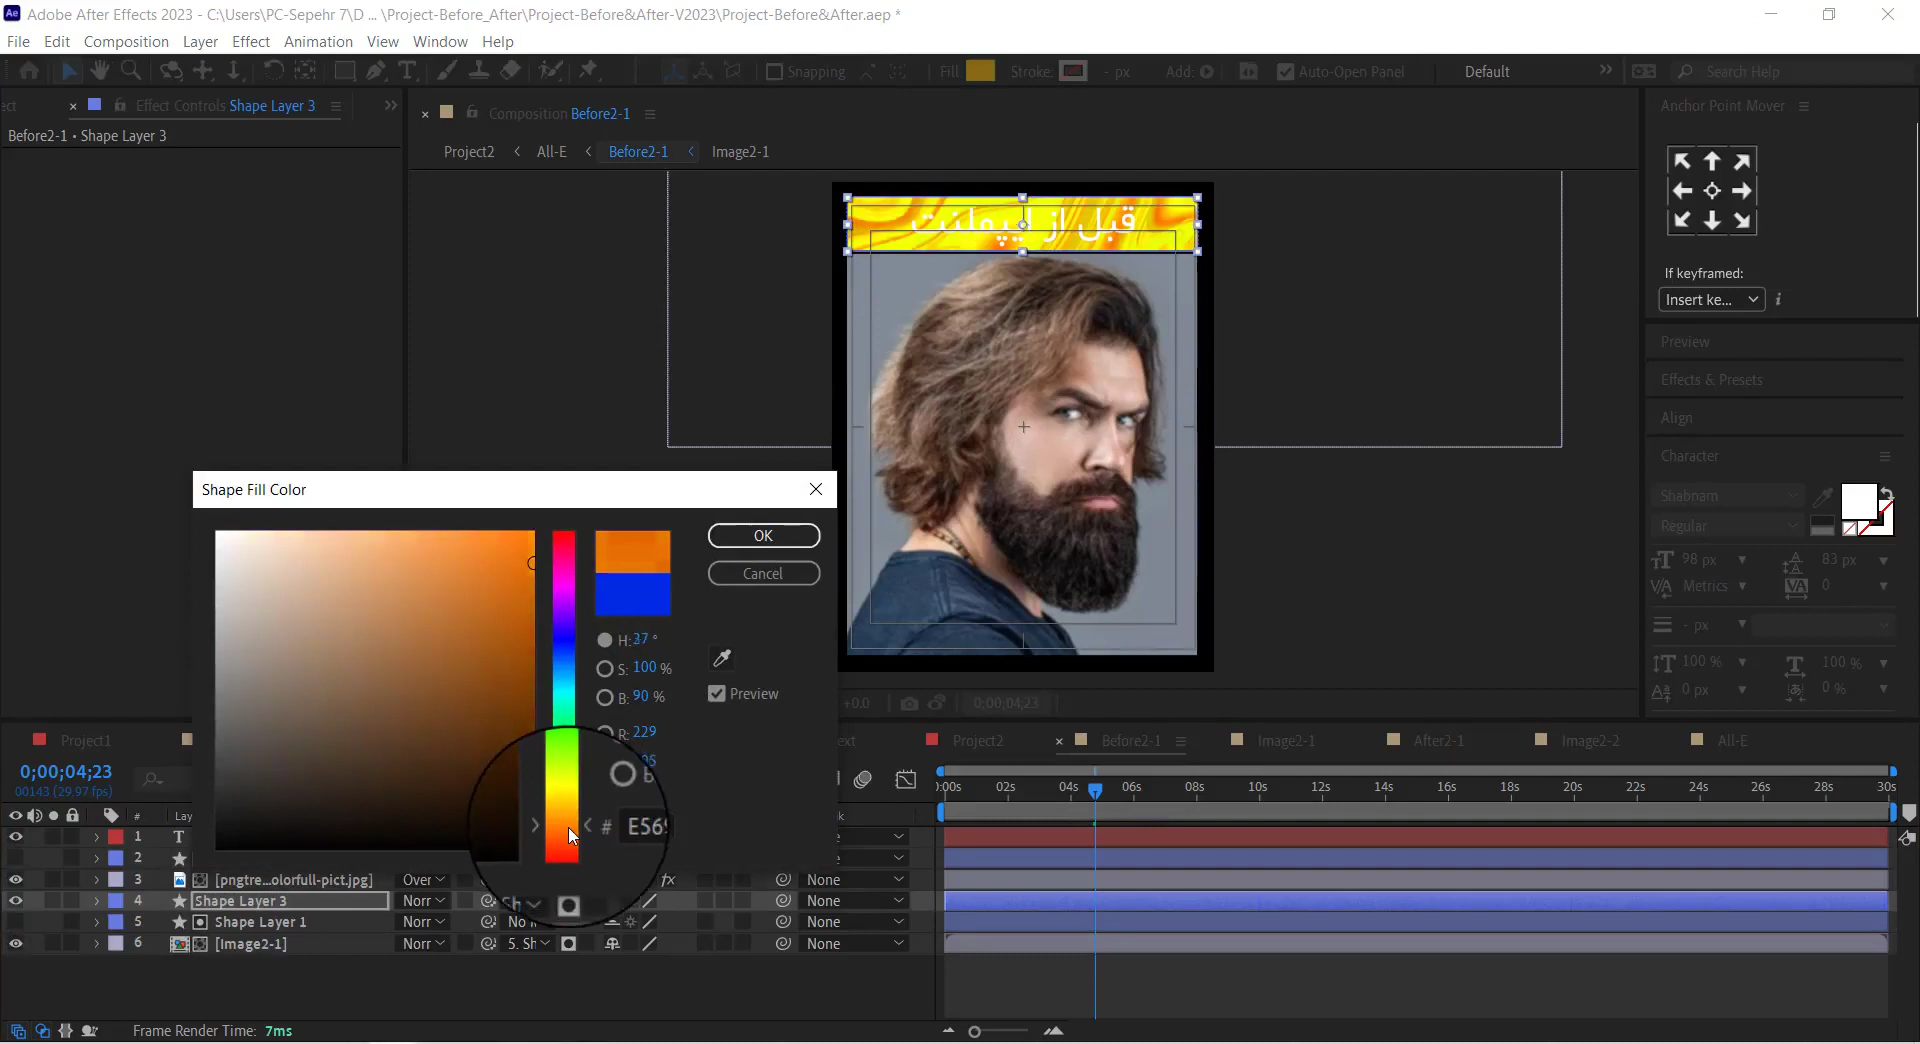 Adobe After Effects 2023 - C:\Users\PC-Sepehr 7\D ... \Project-Before_After\Project-Before&After-V2023\Project-Before&After.aep *
File Edit Composition Layer Effect Animation View Window Help
Snapping Fill Stroke: - px Add: Auto-Open Panel Default Search Help
Effect Controls Shape Layer 3
Before2-1 • Shape Layer 3
Composition Before2-1
Project2 All-E Before2-1 Image2-1
Anchor Point Mover
If keyframed:
Insert ke...
قبل از ایپملنت
Preview
Effects & Presets
Align
Character
Shabnam
Regular
98 px 83 px
Metrics 0
- px
100 % 100 %
0 px 0 %
Shape Fill Color
OK
Cancel
H: 37 °
S: 100 %
B: 90 %
R: 229
Preview
+0.0 0;00;04;23
Project1 Project2 Before2-1 Image2-1 After2-1 Image2-2 All-E
0;00;04;23
00143 (29.97 fps)
02s 04s 06s 08s 10s 12s 14s 16s 18s 20s 22s 24s 26s 28s 30s
#
1 T
2
3 [pngtre...olorfull-pict.jpg] Over fx None
4 Shape Layer 3 Norr None
5 Shape Layer 1 Norr None
6 [Image2-1] Norr 5. Sh None
Frame Render Time: 7ms